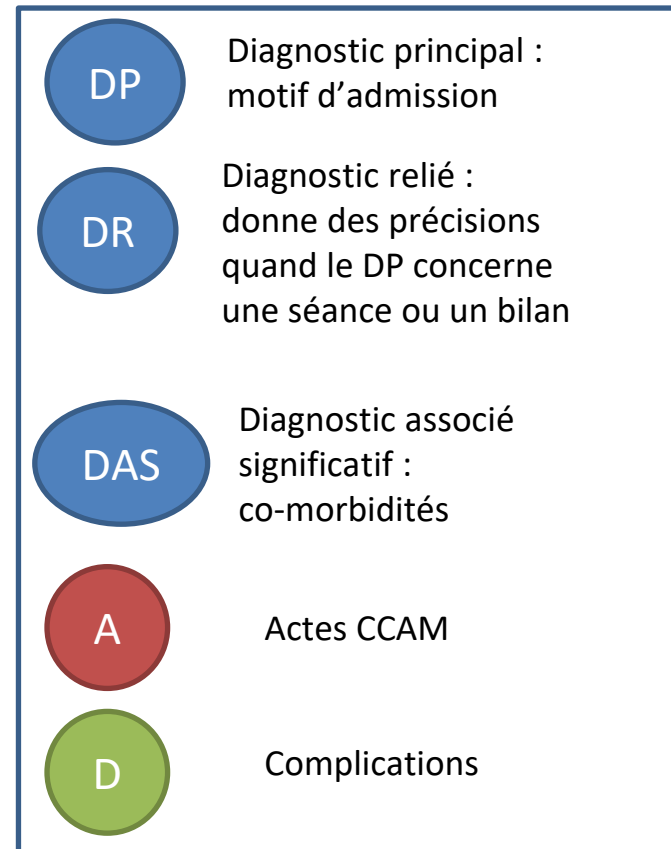 DP
Diagnostic principal :
motif d’admission
DR
Diagnostic relié :
donne des précisions
quand le DP concerne
une séance ou un bilan
DAS
Diagnostic associé
significatif :
co-morbidités
A
Actes CCAM
D
Complications